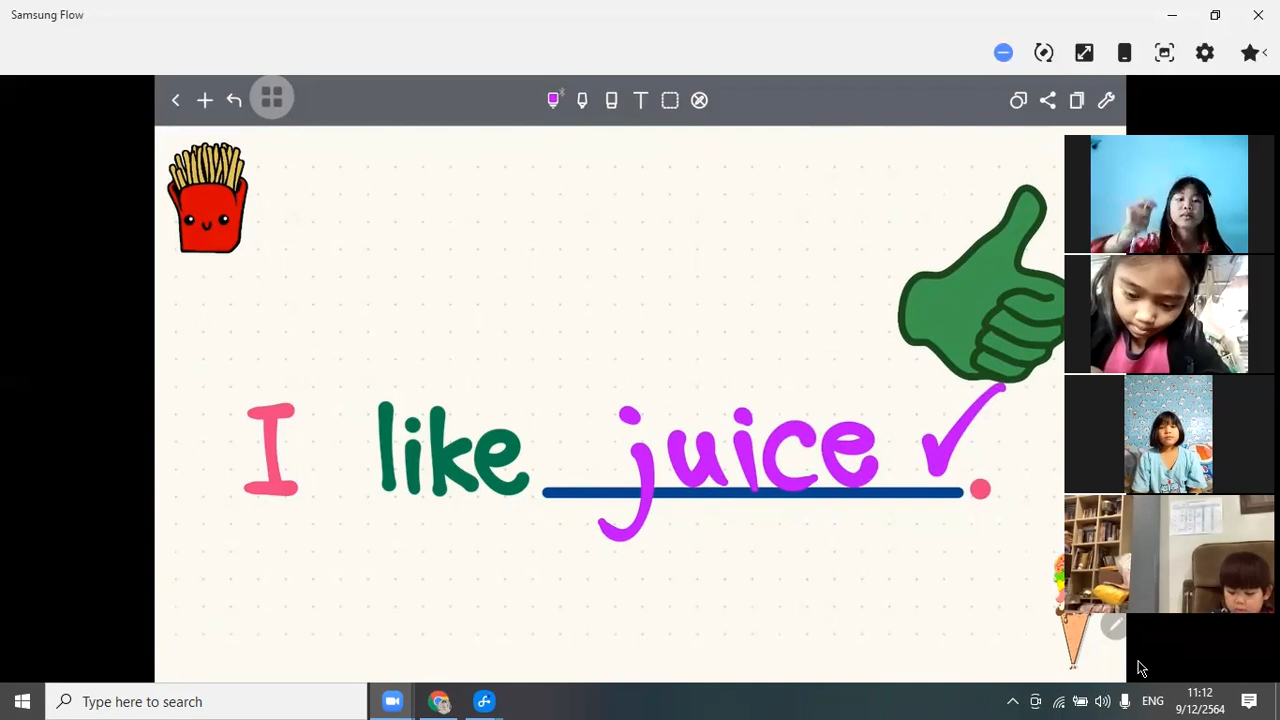 Samsung Flow
T
I like juice ✓.
Type here to search
ENG
11:12
9/12/2564